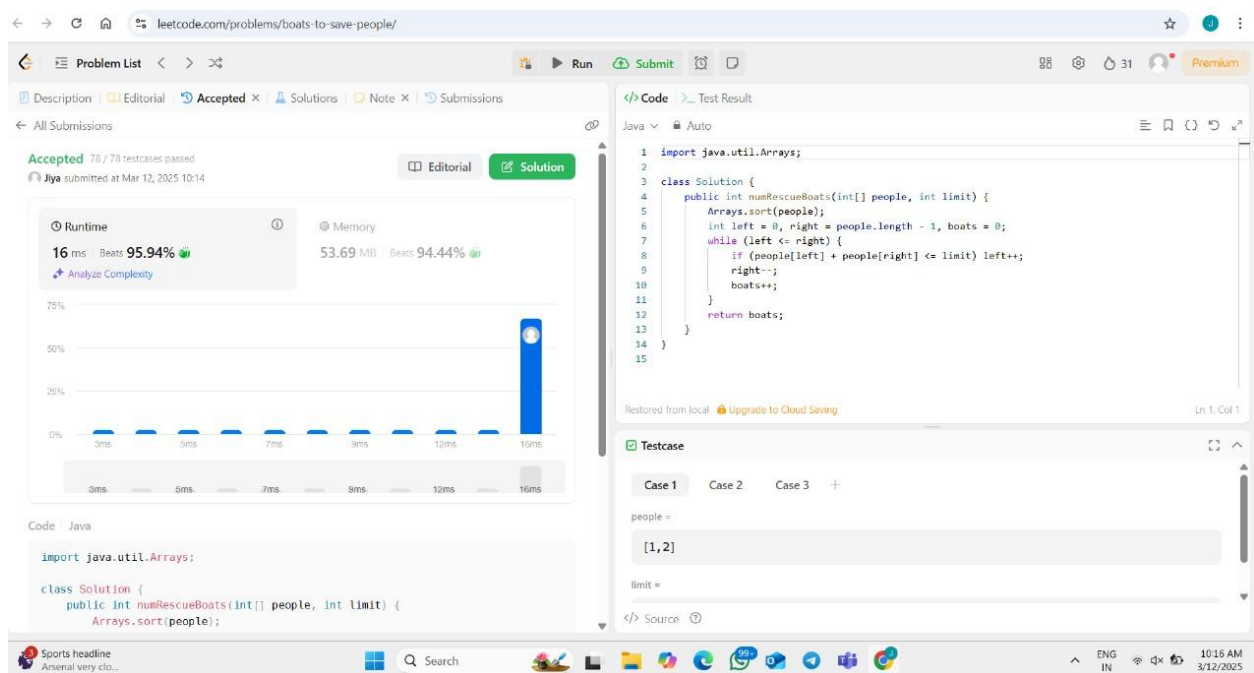 leetcode.com/problems/boats-to-save-people/
J
Problem List
Run
Submit
31
Premium
Description
Editorial
Accepted
Solutions
Note
Submissions
All Submissions
Accepted 78 / 78 testcases passed
Jiya submitted at Mar 12, 2025 10:14
Editorial
Solution
Runtime
16 ms Beats 95.94%
Analyze Complexity
Memory
53.69 MB Beats 94.44%
75%
50%
25%
0%
3ms 5ms 7ms 9ms 12ms 16ms
3ms 5ms 7ms 9ms 12ms 16ms
Code Java
import java.util.Arrays;
class Solution {
public int numRescueBoats(int[] people, int limit) {
Arrays.sort(people);
</> Code
>_ Test Result
Java
Auto
1 import java.util.Arrays;
2
3 class Solution {
4 public int numRescueBoats(int[] people, int limit) {
5 Arrays.sort(people);
6 int left = 0, right = people.length - 1, boats = 0;
7 while (left <= right) {
8 if (people[left] + people[right] <= limit) left++;
9 right--;
10 boats++;
11 }
12 return boats;
13 }
14 }
15
Restored from local Upgrade to Cloud Saving
Ln 1, Col 1
Testcase
Case 1 Case 2 Case 3 +
people =
[1,2]
limit =
</> Source
3
Sports headline
Arsenal very clo...
Search
99+
ENG
IN
10:16 AM
3/12/2025